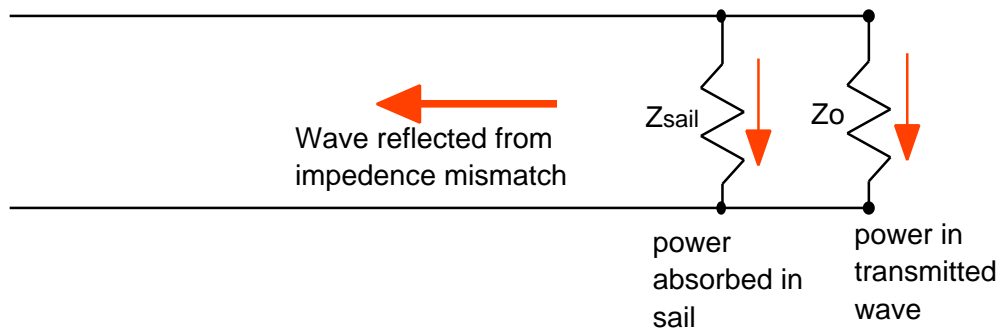 Zsail
Zo
Wave reflected from
impedence mismatch
power
absorbed in
sail
power in
transmitted
wave